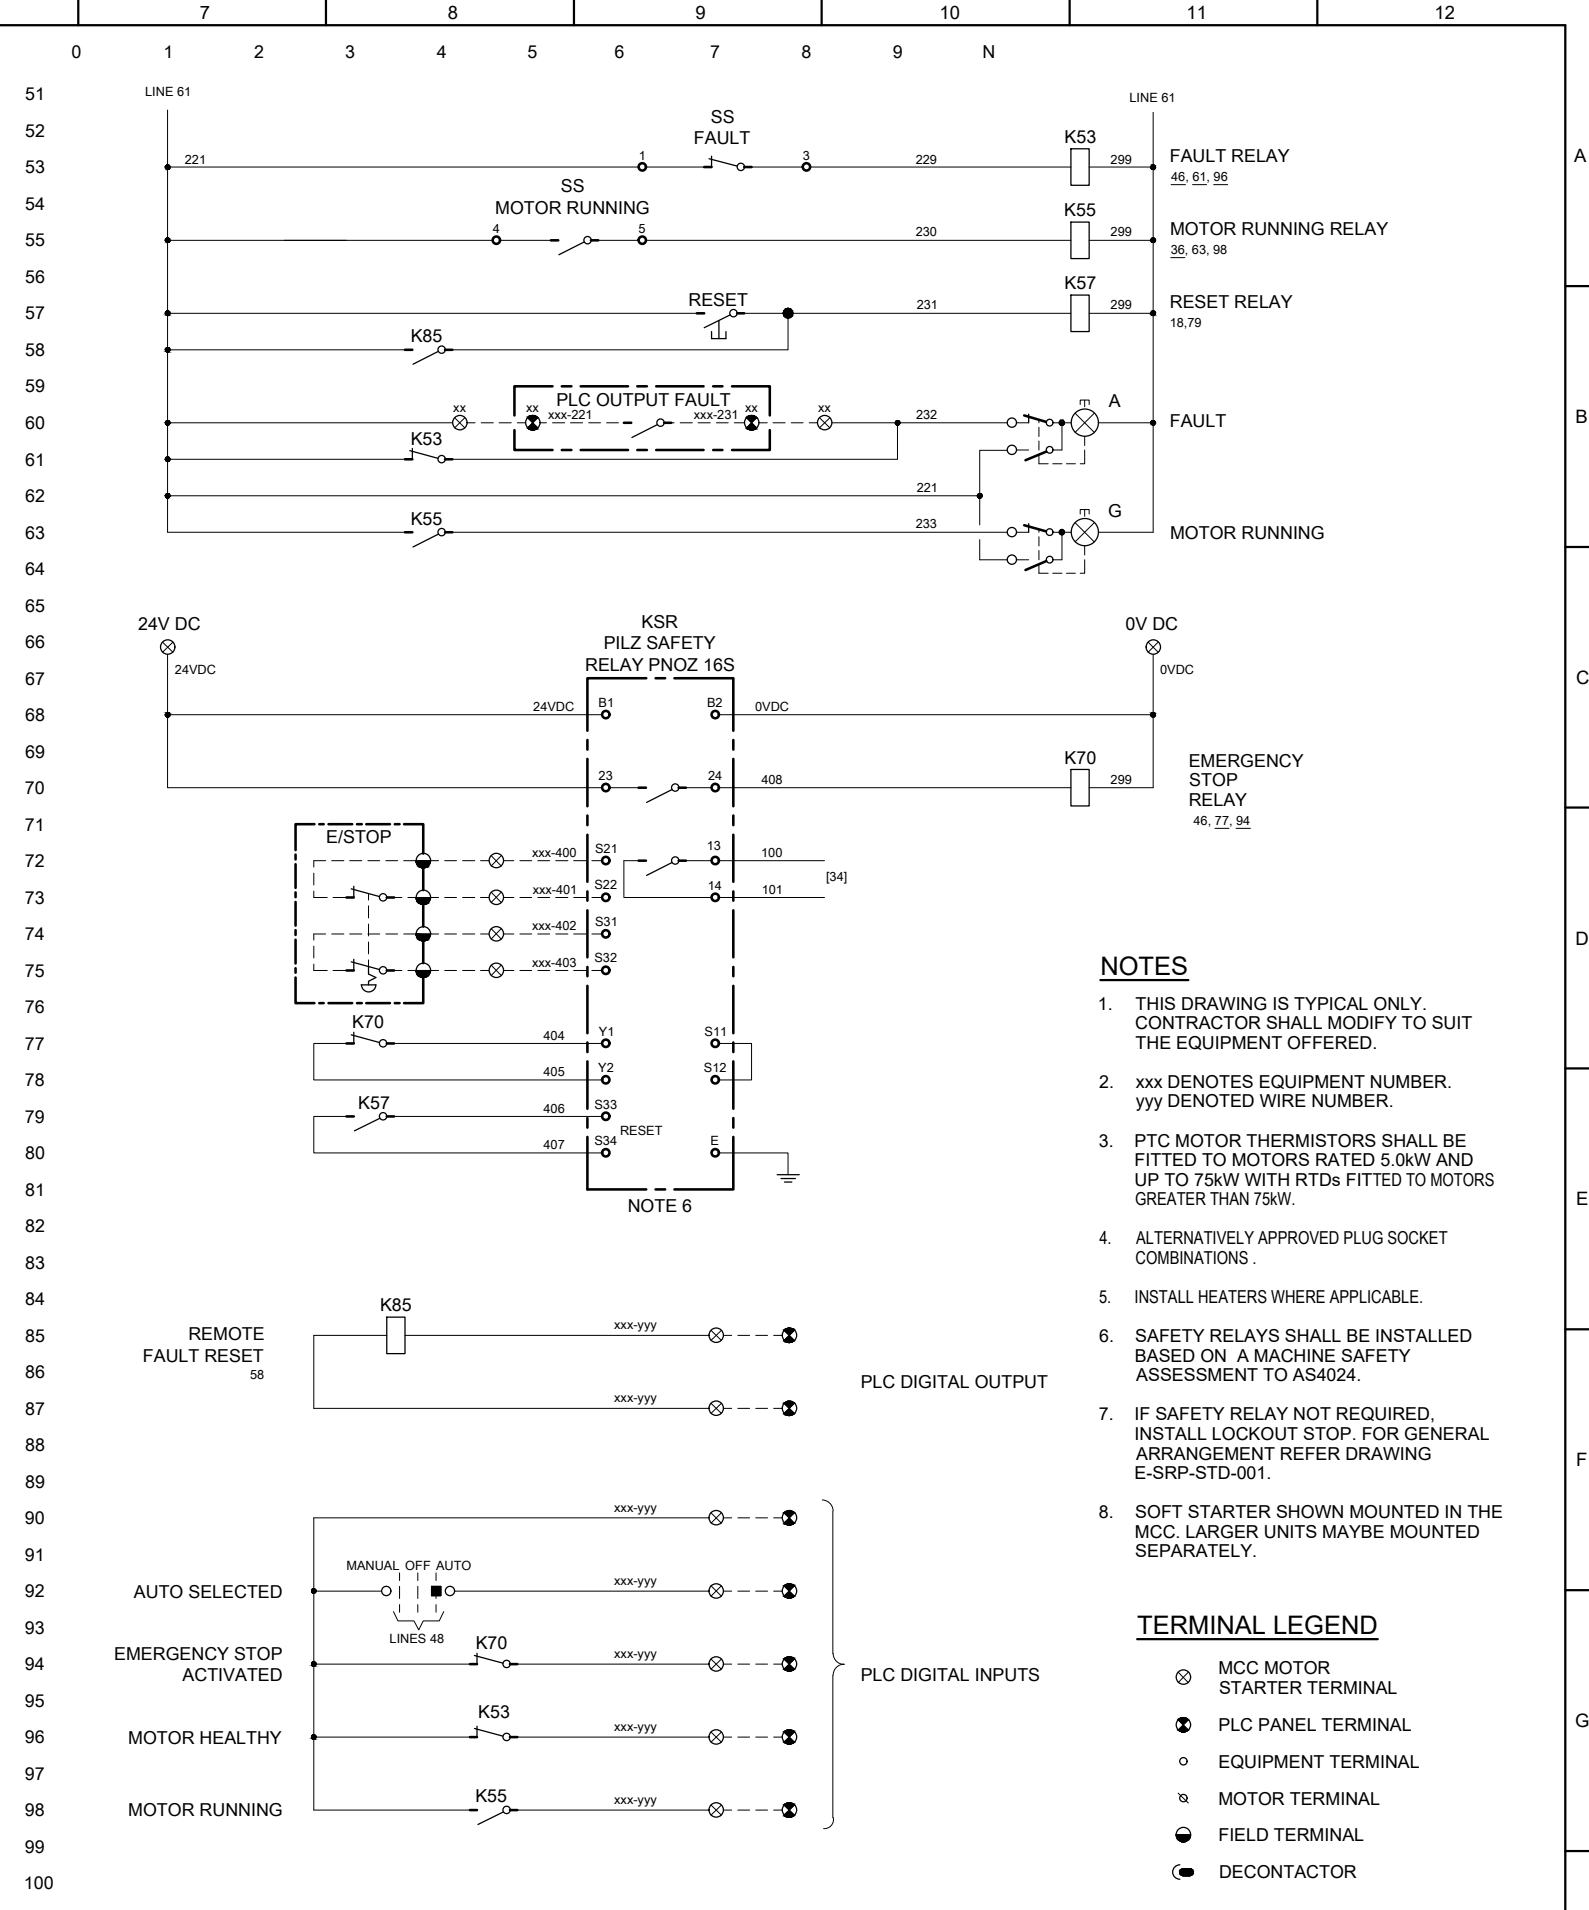 7 8 9 10 11 12
0 1 2 3 4 5 6 7 8 9 N
51 LINE 61 LINE 61
52 SS
FAULT K53
53 221 1 3 229 299 FAULT RELAY A
46, 61, 96
54 SS
MOTOR RUNNING K55
55 4 5 230 299 MOTOR RUNNING RELAY
36, 63, 98
56
RESET K57
57 231 299 RESET RELAY
18,79
58 K85
59
PLC OUTPUT FAULT
60 xx xx xxx-221 xxx-231 xx xx 232 A FAULT B
61 K53
62 221
63 K55 233 G MOTOR RUNNING
64
65
24V DC KSR 0V DC
66 PILZ SAFETY
24VDC RELAY PNOZ 16S 0VDC
67 C
68 24VDC B1 B2 0VDC
69
K70 EMERGENCY
70 23 24 408 299 STOP
RELAY
46, 77, 94
71 E/STOP
72 xxx-400 S21 13 100
[34]
73 xxx-401 S22 14 101
74 xxx-402 S31 D
75 xxx-403 S32
76
K70
77 404 Y1 S11
78 405 Y2 S12
79 K57 406 S33
RESET
80 407 S34 E
81
NOTE 6 E
82
83
84
K85
85 REMOTE xxx-yyy
FAULT RESET
86 58
PLC DIGITAL OUTPUT
87 xxx-yyy
88
89 F
90 xxx-yyy
91
MANUAL OFF AUTO
92 AUTO SELECTED xxx-yyy
93 LINES 48
94 EMERGENCY STOP K70 xxx-yyy
ACTIVATED PLC DIGITAL INPUTS
95
96 MOTOR HEALTHY K53 xxx-yyy G
97
98 MOTOR RUNNING K55 xxx-yyy
99
100
NOTES
1. THIS DRAWING IS TYPICAL ONLY.
CONTRACTOR SHALL MODIFY TO SUIT
THE EQUIPMENT OFFERED.
2. xxx DENOTES EQUIPMENT NUMBER.
yyy DENOTED WIRE NUMBER.
3. PTC MOTOR THERMISTORS SHALL BE
FITTED TO MOTORS RATED 5.0kW AND
UP TO 75kW WITH RTDs FITTED TO MOTORS
GREATER THAN 75kW.
4. ALTERNATIVELY APPROVED PLUG SOCKET
COMBINATIONS .
5. INSTALL HEATERS WHERE APPLICABLE.
6. SAFETY RELAYS SHALL BE INSTALLED
BASED ON A MACHINE SAFETY
ASSESSMENT TO AS4024.
7. IF SAFETY RELAY NOT REQUIRED,
INSTALL LOCKOUT STOP. FOR GENERAL
ARRANGEMENT REFER DRAWING
E-SRP-STD-001.
8. SOFT STARTER SHOWN MOUNTED IN THE
MCC. LARGER UNITS MAYBE MOUNTED
SEPARATELY.
TERMINAL LEGEND
MCC MOTOR
STARTER TERMINAL
PLC PANEL TERMINAL
EQUIPMENT TERMINAL
MOTOR TERMINAL
FIELD TERMINAL
DECONTACTOR